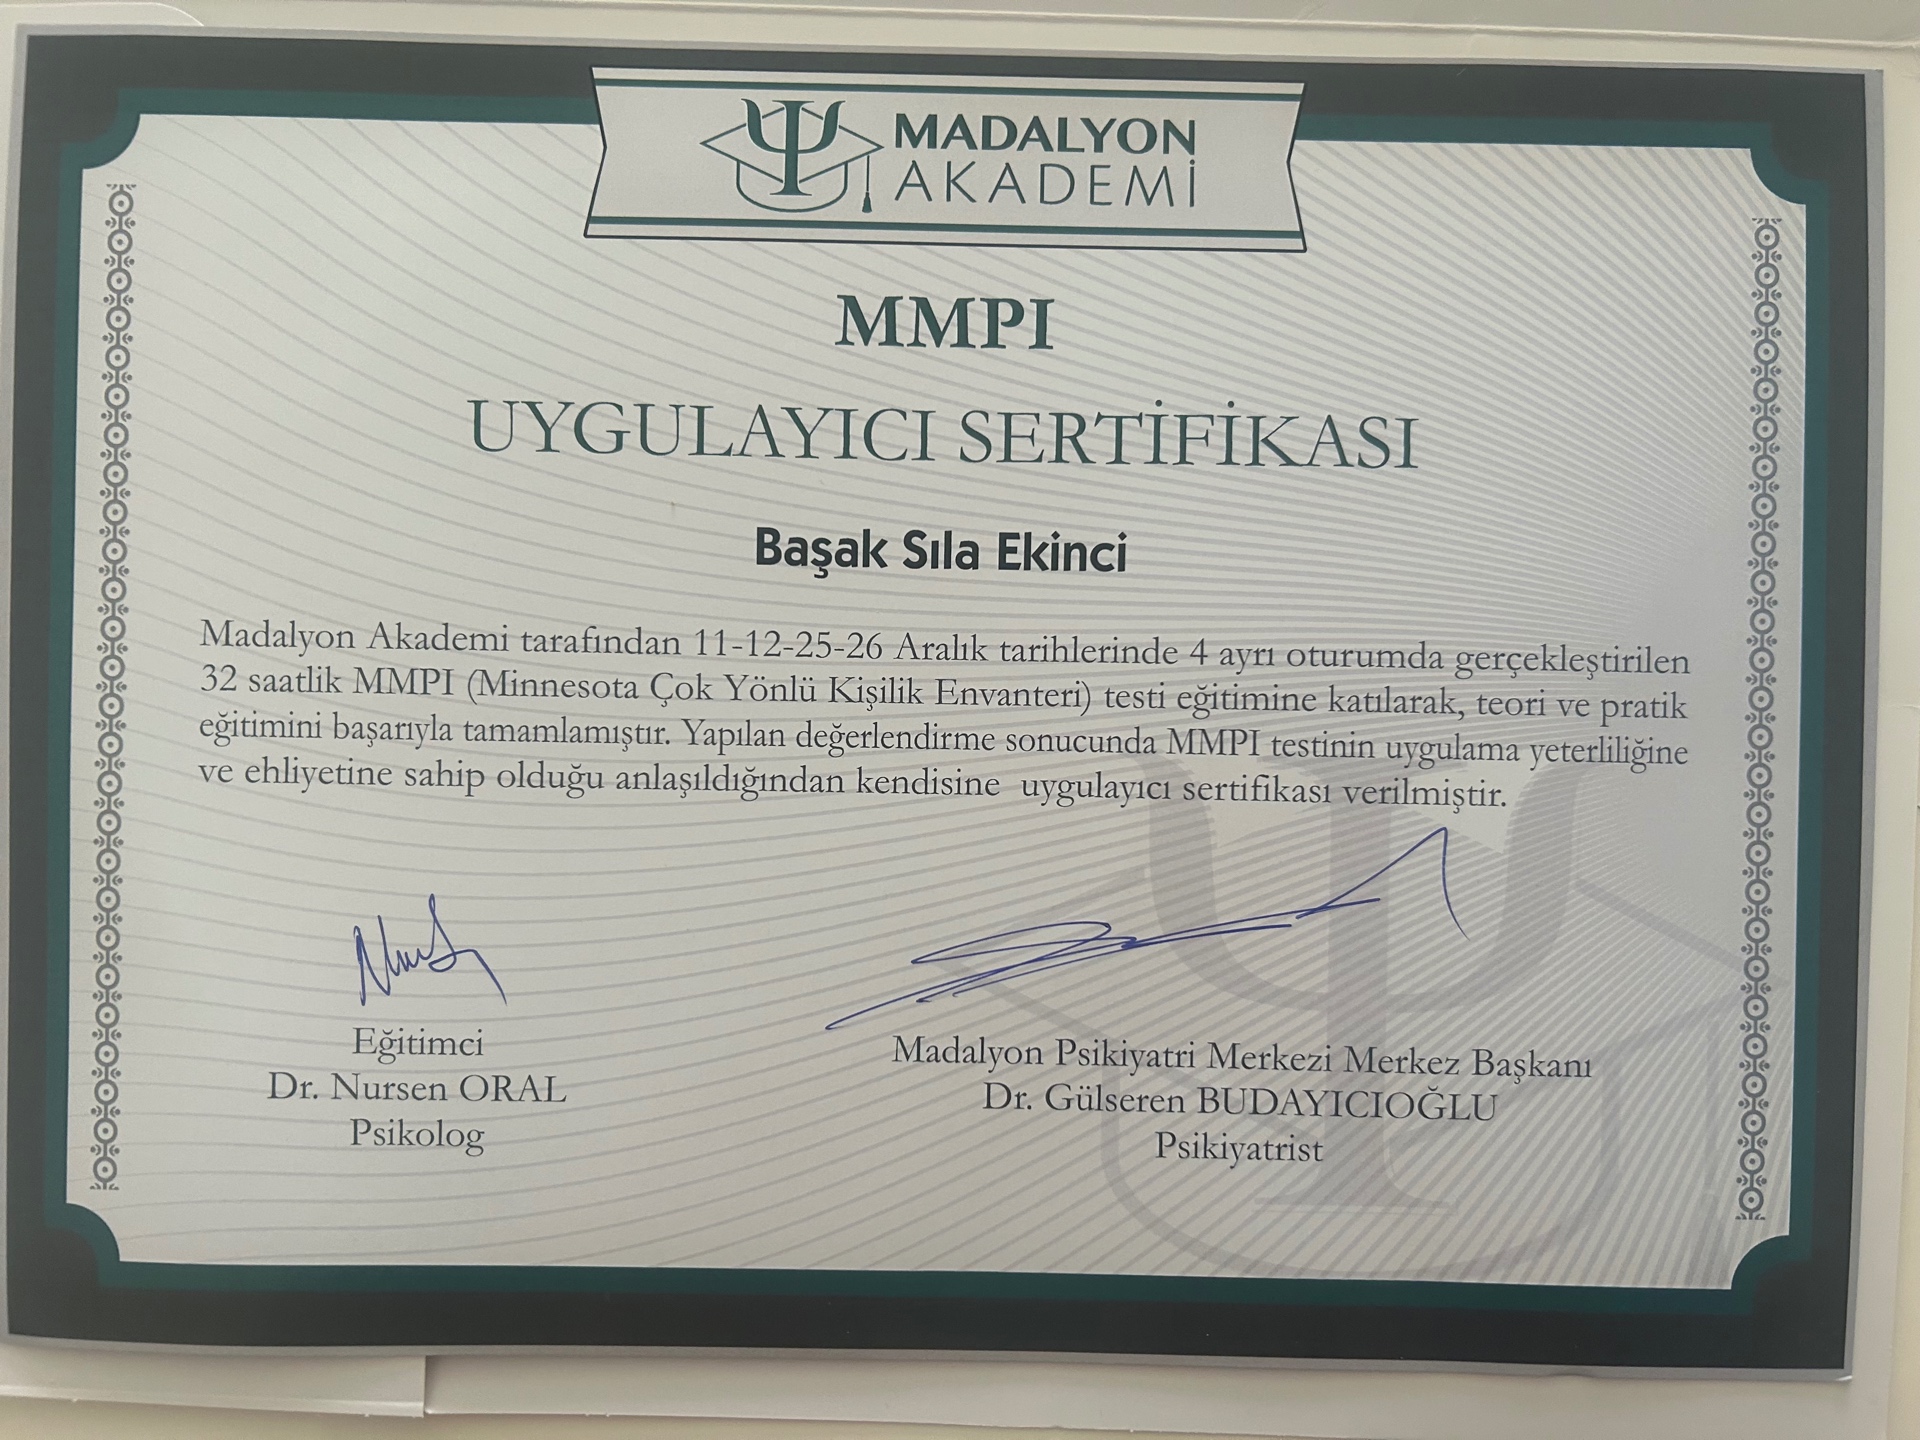 MADALYON
AKADEMİ
MMPI
UYGULAYICI SERTİFİKASI
Başak Sıla Ekinci
Madalyon Akademi tarafından 11-12-25-26 Aralık tarihlerinde 4 ayrı oturumda gerçekleştirilen
32 saatlik MMPI (Minnesota Çok Yönlü Kişilik Envanteri) testi eğitimine katılarak, teori ve pratik
eğitimini başarıyla tamamlamıştır. Yapılan değerlendirme sonucunda MMPI testinin uygulama yeterliliğine
ve ehliyetine sahip olduğu anlaşıldığından kendisine uygulayıcı sertifikası verilmiştir.
Eğitimci
Dr. Nursen ORAL
Psikolog
Madalyon Psikiyatri Merkezi Merkez Başkanı
Dr. Gülseren BUDAYICIOĞLU
Psikiyatrist